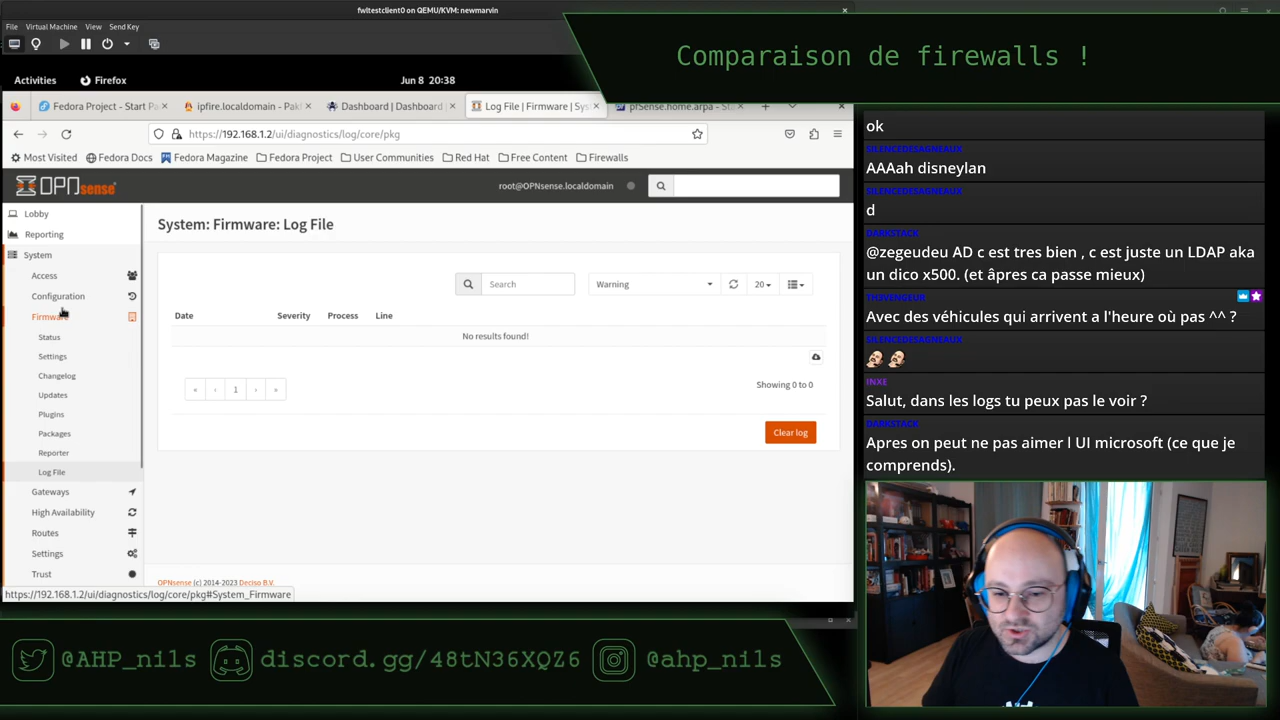 fwltestclient0 on QEMU/KVM: newmarvin
File Virtual Machine View Send Key
Comparaison de firewalls !
Activities Firefox Jun 8 20:38
Fedora Project - Start Pa ipfire.localdomain - Pak Dashboard | Dashboard Log File | Firmware | Sys pfSense.home.arpa - Sta
https://192.168.1.2/ui/diagnostics/log/core/pkg
Most Visited Fedora Docs Fedora Magazine Fedora Project User Communities Red Hat Free Content Firewalls
OPNsense root@OPNsense.localdomain
Lobby
Reporting
System
Access
Configuration
Firmware
Status
Settings
Changelog
Updates
Plugins
Packages
Reporter
Log File
Gateways
High Availability
Routes
Settings
Trust
System: Firmware: Log File
Search Warning 20
Date Severity Process Line
No results found!
« ‹ 1 › » Showing 0 to 0
Clear log
OPNsense (c) 2014-2023 Deciso B.V.
https://192.168.1.2/ui/diagnostics/log/core/pkg#System_Firmware
ok
SILENCEDESAGNEAUX
AAAah disneylan
SILENCEDESAGNEAUX
d
DARKSTACK
@zegeudeu AD c est tres bien , c est juste un LDAP aka
un dico x500. (et âpres ca passe mieux)
TH3VENGEUR
Avec des véhicules qui arrivent a l'heure où pas ^^ ?
SILENCEDESAGNEAUX
INXE
Salut, dans les logs tu peux pas le voir ?
DARKSTACK
Apres on peut ne pas aimer l UI microsoft (ce que je
comprends).
@AHP_nils discord.gg/48tN36XQZ6 @ahp_nils